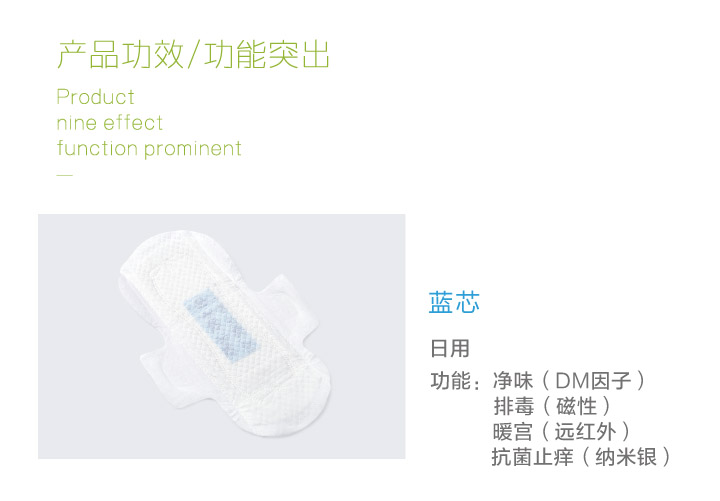 产品功效/功能突出
Product
nine effect
function prominent
蓝芯
日用
功能：净味（DM因子）
排毒（磁性）
暖宫（远红外）
抗菌止痒（纳米银）